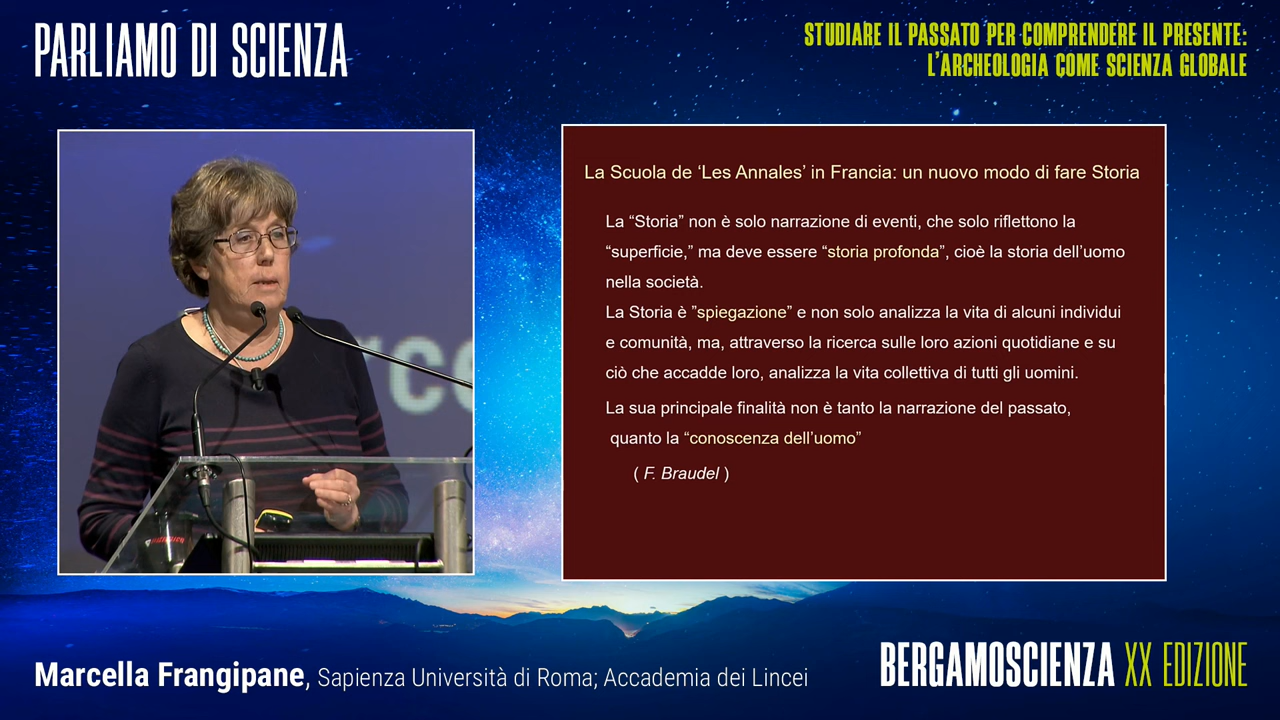 PARLIAMO DI SCIENZA
STUDIARE IL PASSATO PER COMPRENDERE IL PRESENTE:
L'ARCHEOLOGIA COME SCIENZA GLOBALE
La Scuola de ‘Les Annales’ in Francia: un nuovo modo di fare Storia
La “Storia” non è solo narrazione di eventi, che solo riflettono la
“superficie,” ma deve essere “storia profonda”, cioè la storia dell’uomo
nella società.
La Storia è ”spiegazione” e non solo analizza la vita di alcuni individui
e comunità, ma, attraverso la ricerca sulle loro azioni quotidiane e su
ciò che accadde loro, analizza la vita collettiva di tutti gli uomini.
La sua principale finalità non è tanto la narrazione del passato,
quanto la “conoscenza dell’uomo”
( F. Braudel )
Marcella Frangipane, Sapienza Università di Roma; Accademia dei Lincei
BERGAMOSCIENZA XX EDIZIONE